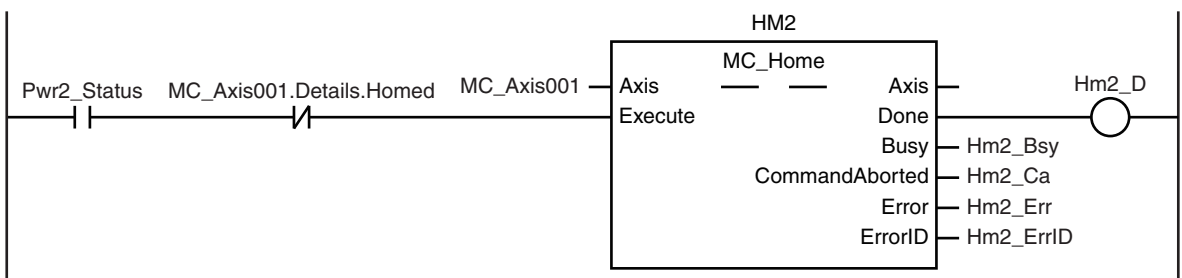 HM2
MC_Home
Pwr2_Status MC_Axis001.Details.Homed MC_Axis001 Axis Axis Hm2_D
Execute Done
Busy Hm2_Bsy
CommandAborted Hm2_Ca
Error Hm2_Err
ErrorID Hm2_ErrID